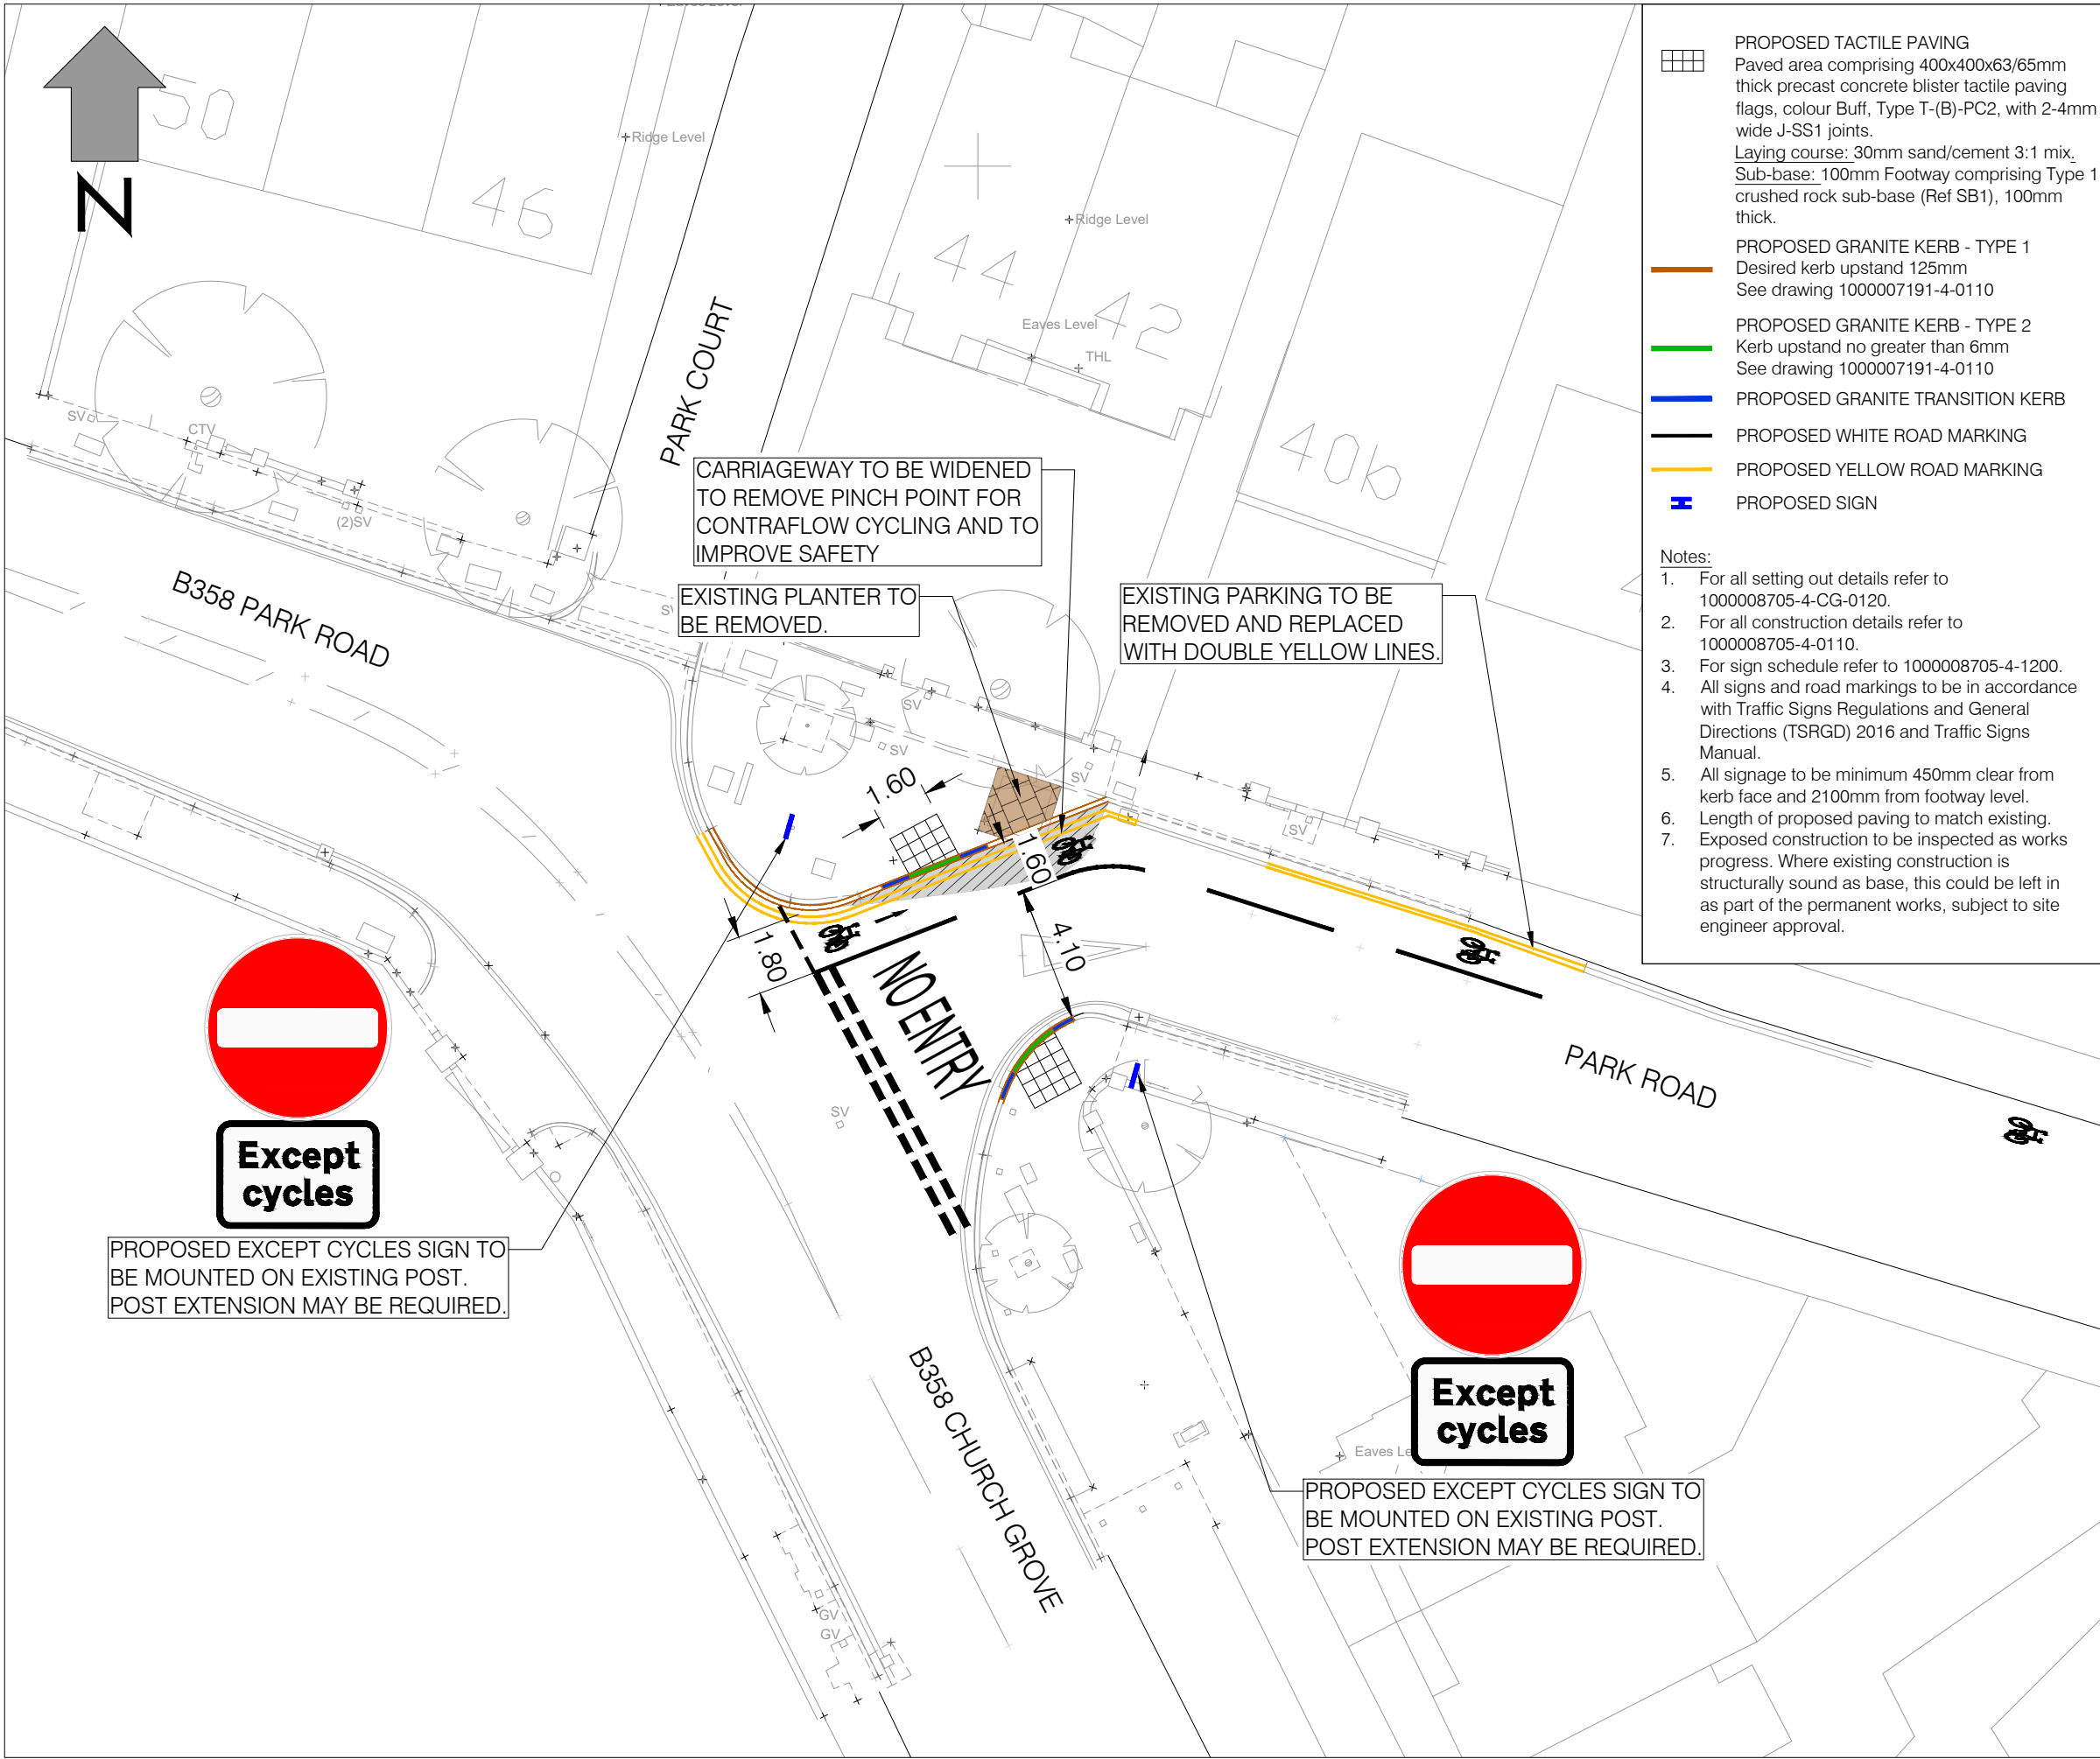 Eaves Level
50
Ridge Level
46
Ridge Level
44
42
Eaves Level
THL
40b
N
PARK COURT
SV
CTV
(2)SV
B358 PARK ROAD
CARRIAGEWAY TO BE WIDENED
TO REMOVE PINCH POINT FOR
CONTRAFLOW CYCLING AND TO
IMPROVE SAFETY
EXISTING PLANTER TO
BE REMOVED.
EXISTING PARKING TO BE
REMOVED AND REPLACED
WITH DOUBLE YELLOW LINES.
SV
SV
SV
SV
SV
1.60
1.60
1.80
4.10
NO ENTRY
SV
PARK ROAD
Except
cycles
PROPOSED EXCEPT CYCLES SIGN TO
BE MOUNTED ON EXISTING POST.
POST EXTENSION MAY BE REQUIRED.
B358 CHURCH GROVE
Except
cycles
Eaves Le
PROPOSED EXCEPT CYCLES SIGN TO
BE MOUNTED ON EXISTING POST.
POST EXTENSION MAY BE REQUIRED.
GV
GV
PROPOSED TACTILE PAVING
Paved area comprising 400x400x63/65mm
thick precast concrete blister tactile paving
flags, colour Buff, Type T-(B)-PC2, with 2-4mm
wide J-SS1 joints.
Laying course: 30mm sand/cement 3:1 mix.
Sub-base: 100mm Footway comprising Type 1
crushed rock sub-base (Ref SB1), 100mm
thick.
PROPOSED GRANITE KERB - TYPE 1
Desired kerb upstand 125mm
See drawing 1000007191-4-0110
PROPOSED GRANITE KERB - TYPE 2
Kerb upstand no greater than 6mm
See drawing 1000007191-4-0110
PROPOSED GRANITE TRANSITION KERB
PROPOSED WHITE ROAD MARKING
PROPOSED YELLOW ROAD MARKING
PROPOSED SIGN
Notes:
1. For all setting out details refer to
1000008705-4-CG-0120.
2. For all construction details refer to
1000008705-4-0110.
3. For sign schedule refer to 1000008705-4-1200.
4. All signs and road markings to be in accordance
with Traffic Signs Regulations and General
Directions (TSRGD) 2016 and Traffic Signs
Manual.
5. All signage to be minimum 450mm clear from
kerb face and 2100mm from footway level.
6. Length of proposed paving to match existing.
7. Exposed construction to be inspected as works
progress. Where existing construction is
structurally sound as base, this could be left in
as part of the permanent works, subject to site
engineer approval.